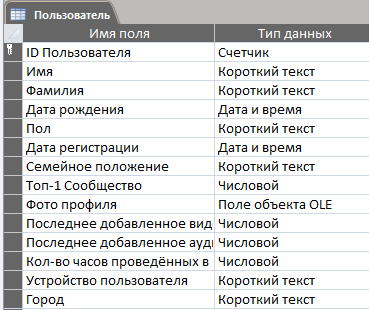 Пользователь
Имя поля Тип данных
ID Пользователя Счетчик
Имя Короткий текст
Фамилия Короткий текст
Дата рождения Дата и время
Пол Короткий текст
Дата регистрации Дата и время
Семейное положение Короткий текст
Топ-1 Сообщество Числовой
Фото профиля Поле объекта OLE
Последнее добавленное вид Числовой
Последнее добавленное ауди Числовой
Кол-во часов проведённых в Числовой
Устройство пользователя Короткий текст
Город Короткий текст